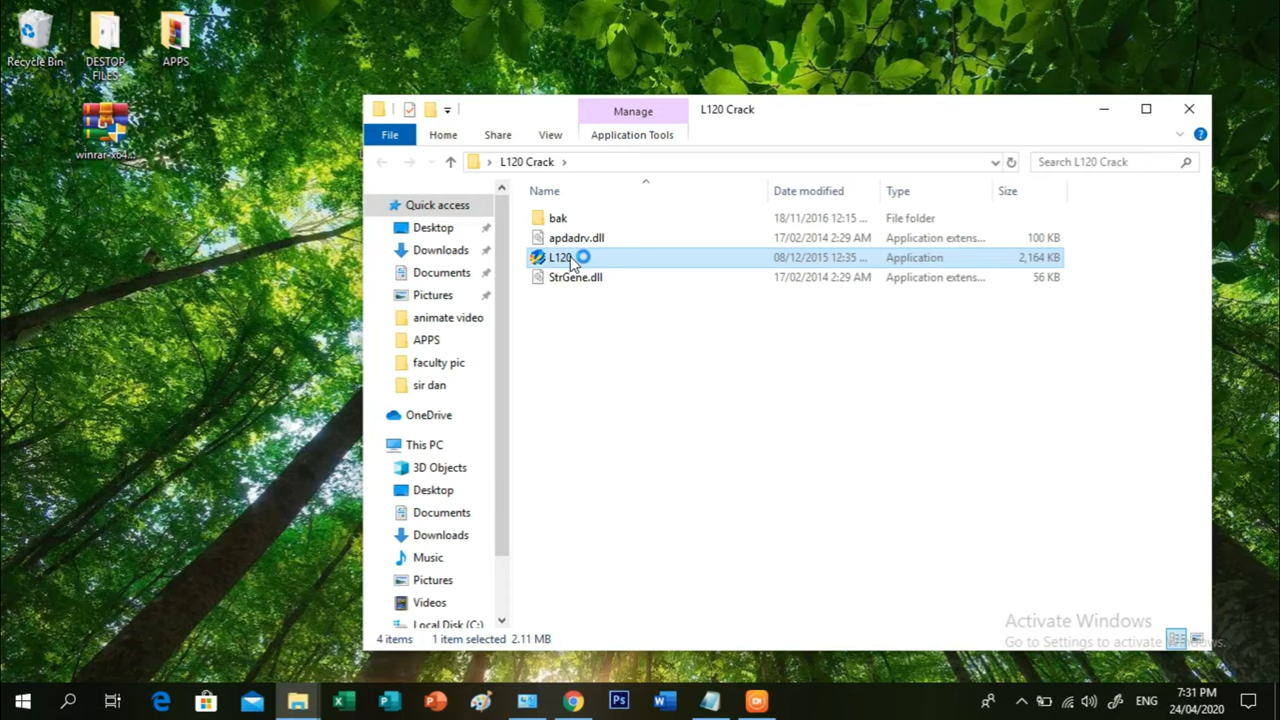 Recycle Bin
DESTOP FILES
APPS
winrar-x64...
Manage
L120 Crack
File
Home
Share
View
Application Tools
L120 Crack
Search L120 Crack
Name
Date modified
Type
Size
bak
18/11/2016 12:15 ...
File folder
apdadrv.dll
17/02/2014 2:29 AM
Application extens...
100 KB
L120
08/12/2015 12:35 ...
Application
2,164 KB
StrGene.dll
17/02/2014 2:29 AM
Application extens...
56 KB
Quick access
Desktop
Downloads
Documents
Pictures
animate video
APPS
faculty pic
sir dan
OneDrive
This PC
3D Objects
Desktop
Documents
Downloads
Music
Pictures
Videos
Local Disk (C:)
4 items
1 item selected 2.11 MB
Activate Windows
Go to Settings to activate Windows.
ENG
7:31 PM
24/04/2020